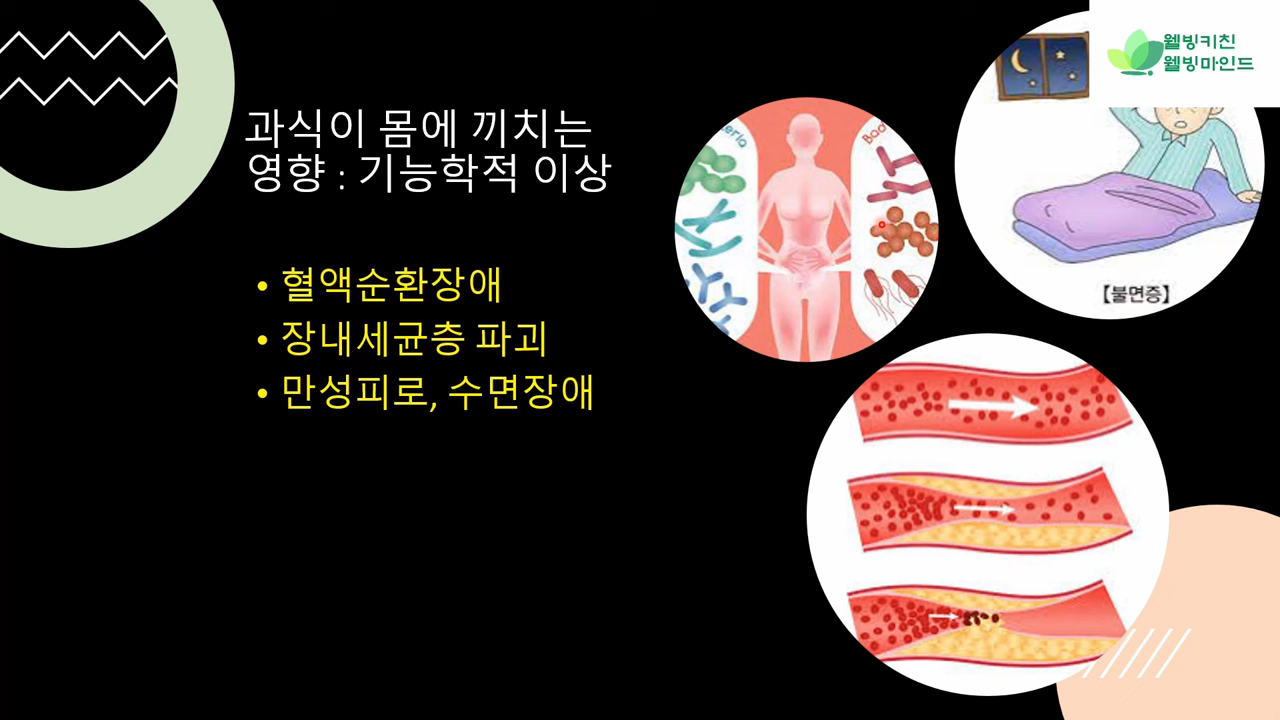 과식이 몸에 끼치는
영향 : 기능학적 이상
• 혈액순환장애
• 장내세균층 파괴
• 만성피로, 수면장애
웰빙키친
웰빙마인드
【불면증】